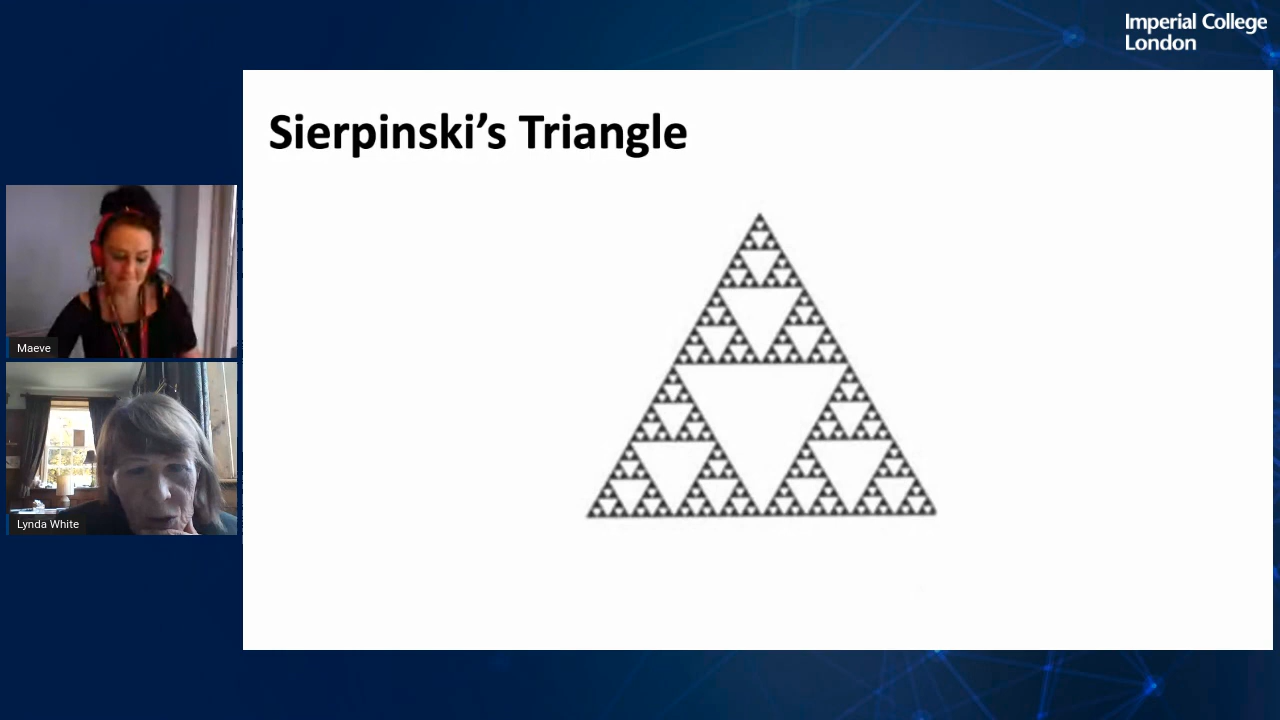 Imperial College
London
Sierpinski’s Triangle
Maeve
Lynda White